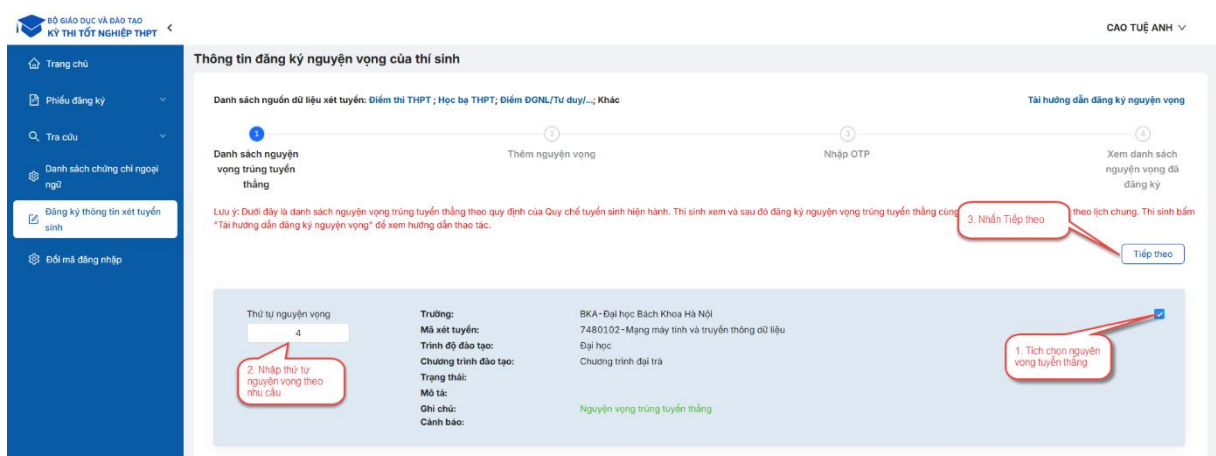 BỘ GIÁO DỤC VÀ ĐÀO TẠO
KỲ THI TỐT NGHIỆP THPT
CAO TUỆ ANH
Trang chủ
Phiếu đăng ký
Tra cứu
Danh sách chứng chỉ ngoại
ngữ
Đăng ký thông tin xét tuyển
sinh
Đổi mã đăng nhập
Thông tin đăng ký nguyện vọng của thí sinh
Danh sách nguồn dữ liệu xét tuyển: Điểm thi THPT ; Học bạ THPT; Điểm ĐGNL/Tư duy/...; Khác
Tài hướng dẫn đăng ký nguyện vọng
1
2
3
4
Danh sách nguyện
vọng trúng tuyển
thẳng
Thêm nguyện vọng
Nhập OTP
Xem danh sách
nguyện vọng đã
đăng ký
Lưu ý: Dưới đây là danh sách nguyện vọng trúng tuyển thẳng theo quy định của Quy chế tuyển sinh hiện hành. Thí sinh xem và sau đó đăng ký nguyện vọng trúng tuyển thẳng cùng theo lịch chung. Thí sinh bấm
"Tài hướng dẫn đăng ký nguyện vọng" để xem hướng dẫn thao tác.
3. Nhấn Tiếp theo
Tiếp theo
Thứ tự nguyện vọng
4
2. Nhập thứ tự
nguyện vọng theo
nhu cầu
Trường: BKA-Đại học Bách Khoa Hà Nội
Mã xét tuyển: 7480102-Mạng máy tính và truyền thông dữ liệu
Trình độ đào tạo: Đại học
Chương trình đào tạo: Chương trình đại trà
Trạng thái:
Mô tả:
Ghi chú: Nguyện vọng trúng tuyển thẳng
Cảnh báo:
1. Tích chọn nguyện
vọng tuyển thẳng